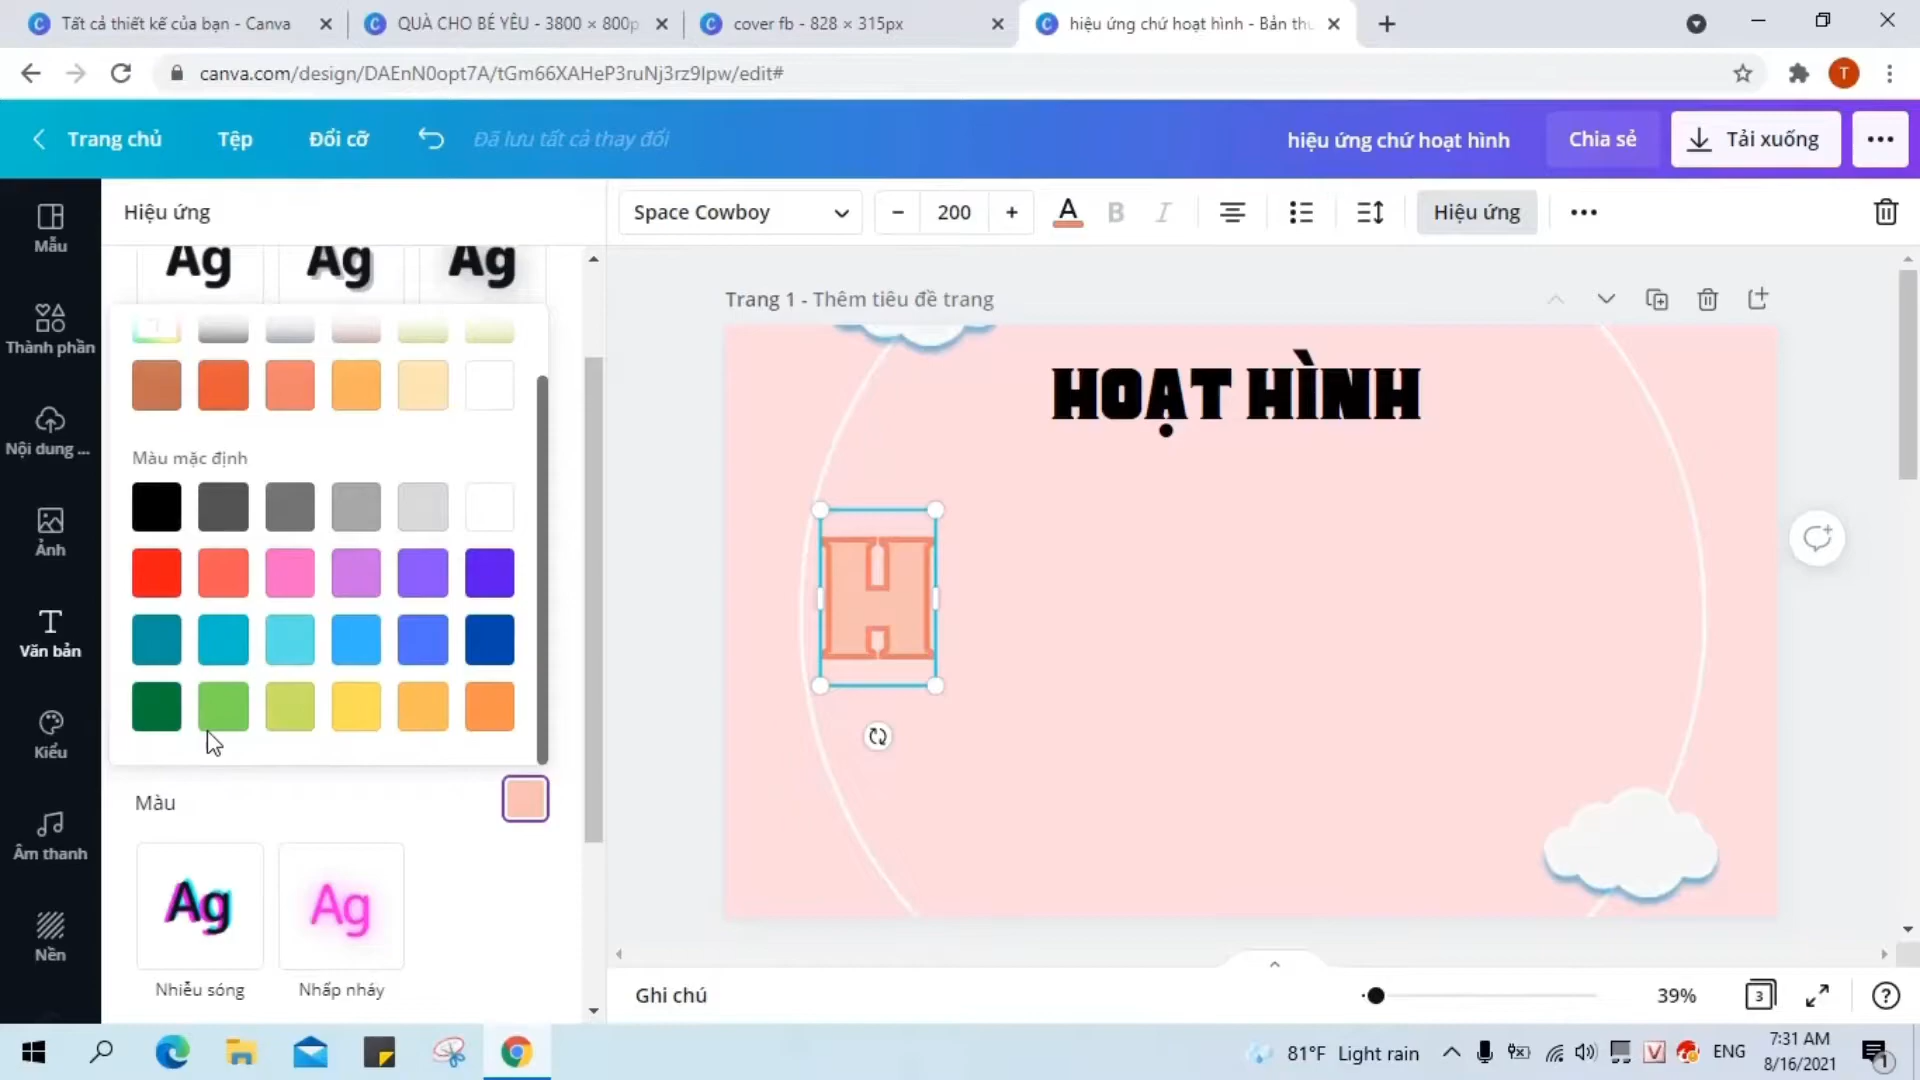 Tất cả thiết kế của bạn - Canva
QUÀ CHO BÉ YÊU - 3800 × 800p
cover fb - 828 × 315px
hiệu ứng chứ hoạt hình - Bản thu
canva.com/design/DAEnN0opt7A/tGm66XAHeP3ruNj3rz9Ipw/edit#
T
Trang chủ
Tệp
Đổi cỡ
Đã lưu tất cả thay đổi
hiệu ứng chứ hoạt hình
Chia sẻ
Tải xuống
Mẫu
Thành phần
Nội dung ...
Ảnh
Văn bản
Kiểu
Âm thanh
Nền
Hiệu ứng
Ag
Ag
Ag
Màu mặc định
Màu
Ag
Ag
Nhiễu sóng
Nhấp nháy
Space Cowboy
200
A
B
I
Hiệu ứng
Trang 1 - Thêm tiêu đề trang
HOẠT HÌNH
H
Ghi chú
39%
3
81°F Light rain
ENG
7:31 AM
8/16/2021
1